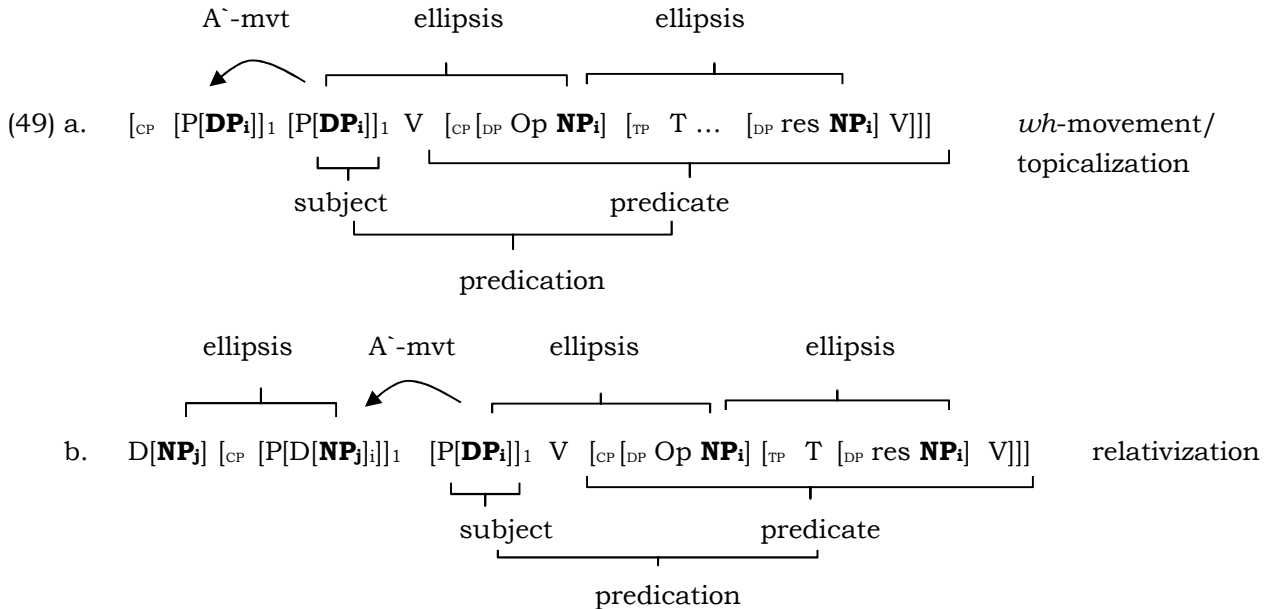 A`-mvt ellipsis ellipsis
(49) a. [CP [P[DPi]]1 [P[DPi]]1 V [CP [DP Op NPi] [TP T … [DP res NPi] V]]] wh-movement/
topicalization
subject predicate
predication
ellipsis A`-mvt ellipsis ellipsis
b. D[NPj] [CP [P[D[NPj]i]]1 [P[DPi]]1 V [CP [DP Op NPi] [TP T [DP res NPi] V]]] relativization
subject predicate
predication